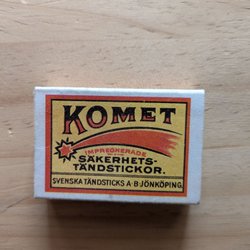 KOMET
IMPREGNERADE
SÄKERHETS-
TÄNDSTICKOR.
SVENSKA TÄNDSTICKS A-B JÖNKÖPING